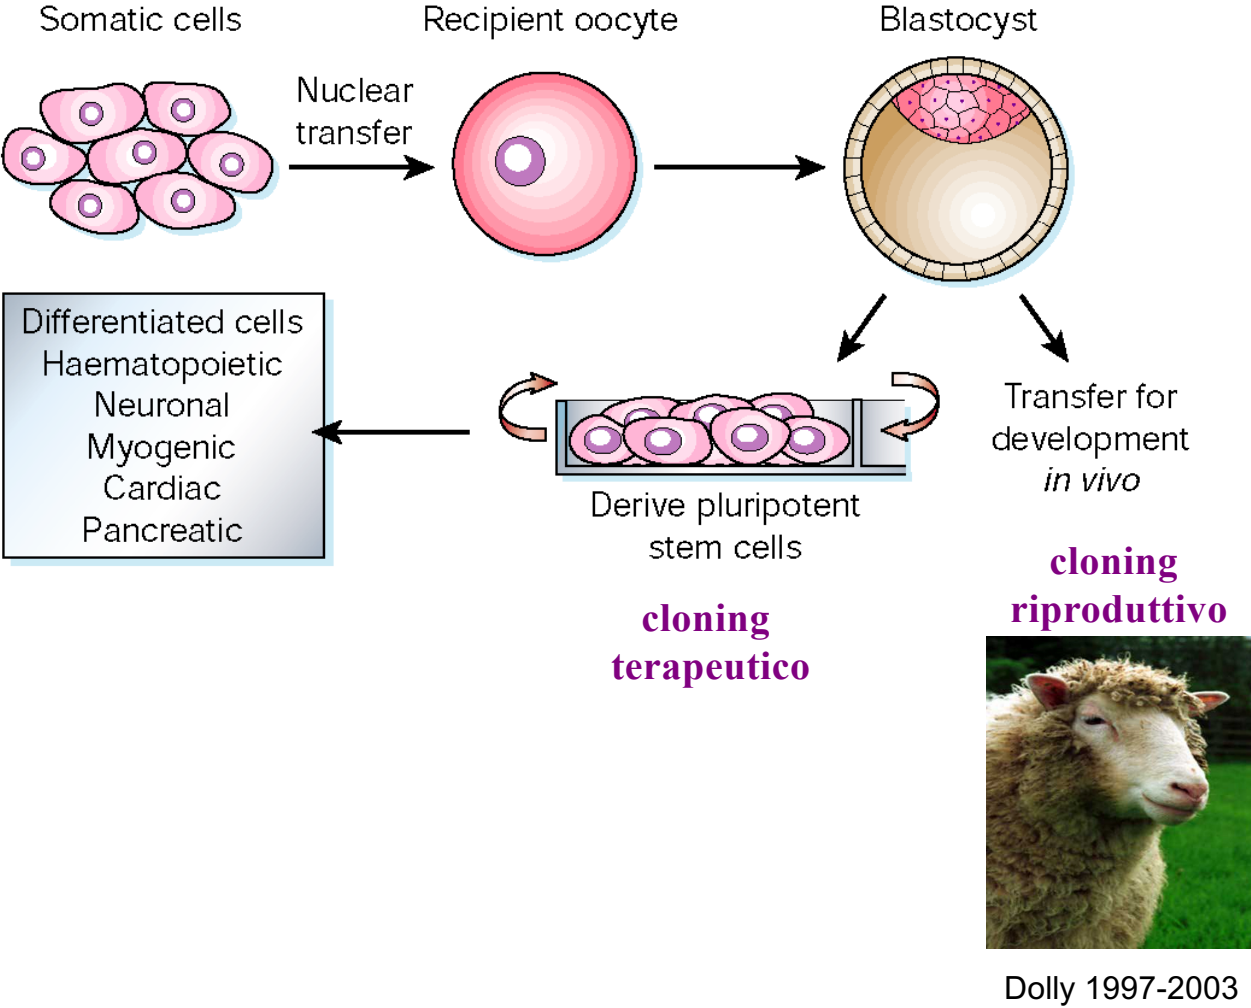 Somatic cells
Recipient oocyte
Blastocyst
Nuclear
transfer
Differentiated cells
Haematopoietic
Neuronal
Myogenic
Cardiac
Pancreatic
Derive pluripotent
stem cells
Transfer for
development
in vivo
cloning
terapeutico
cloning
riproduttivo
Dolly 1997-2003